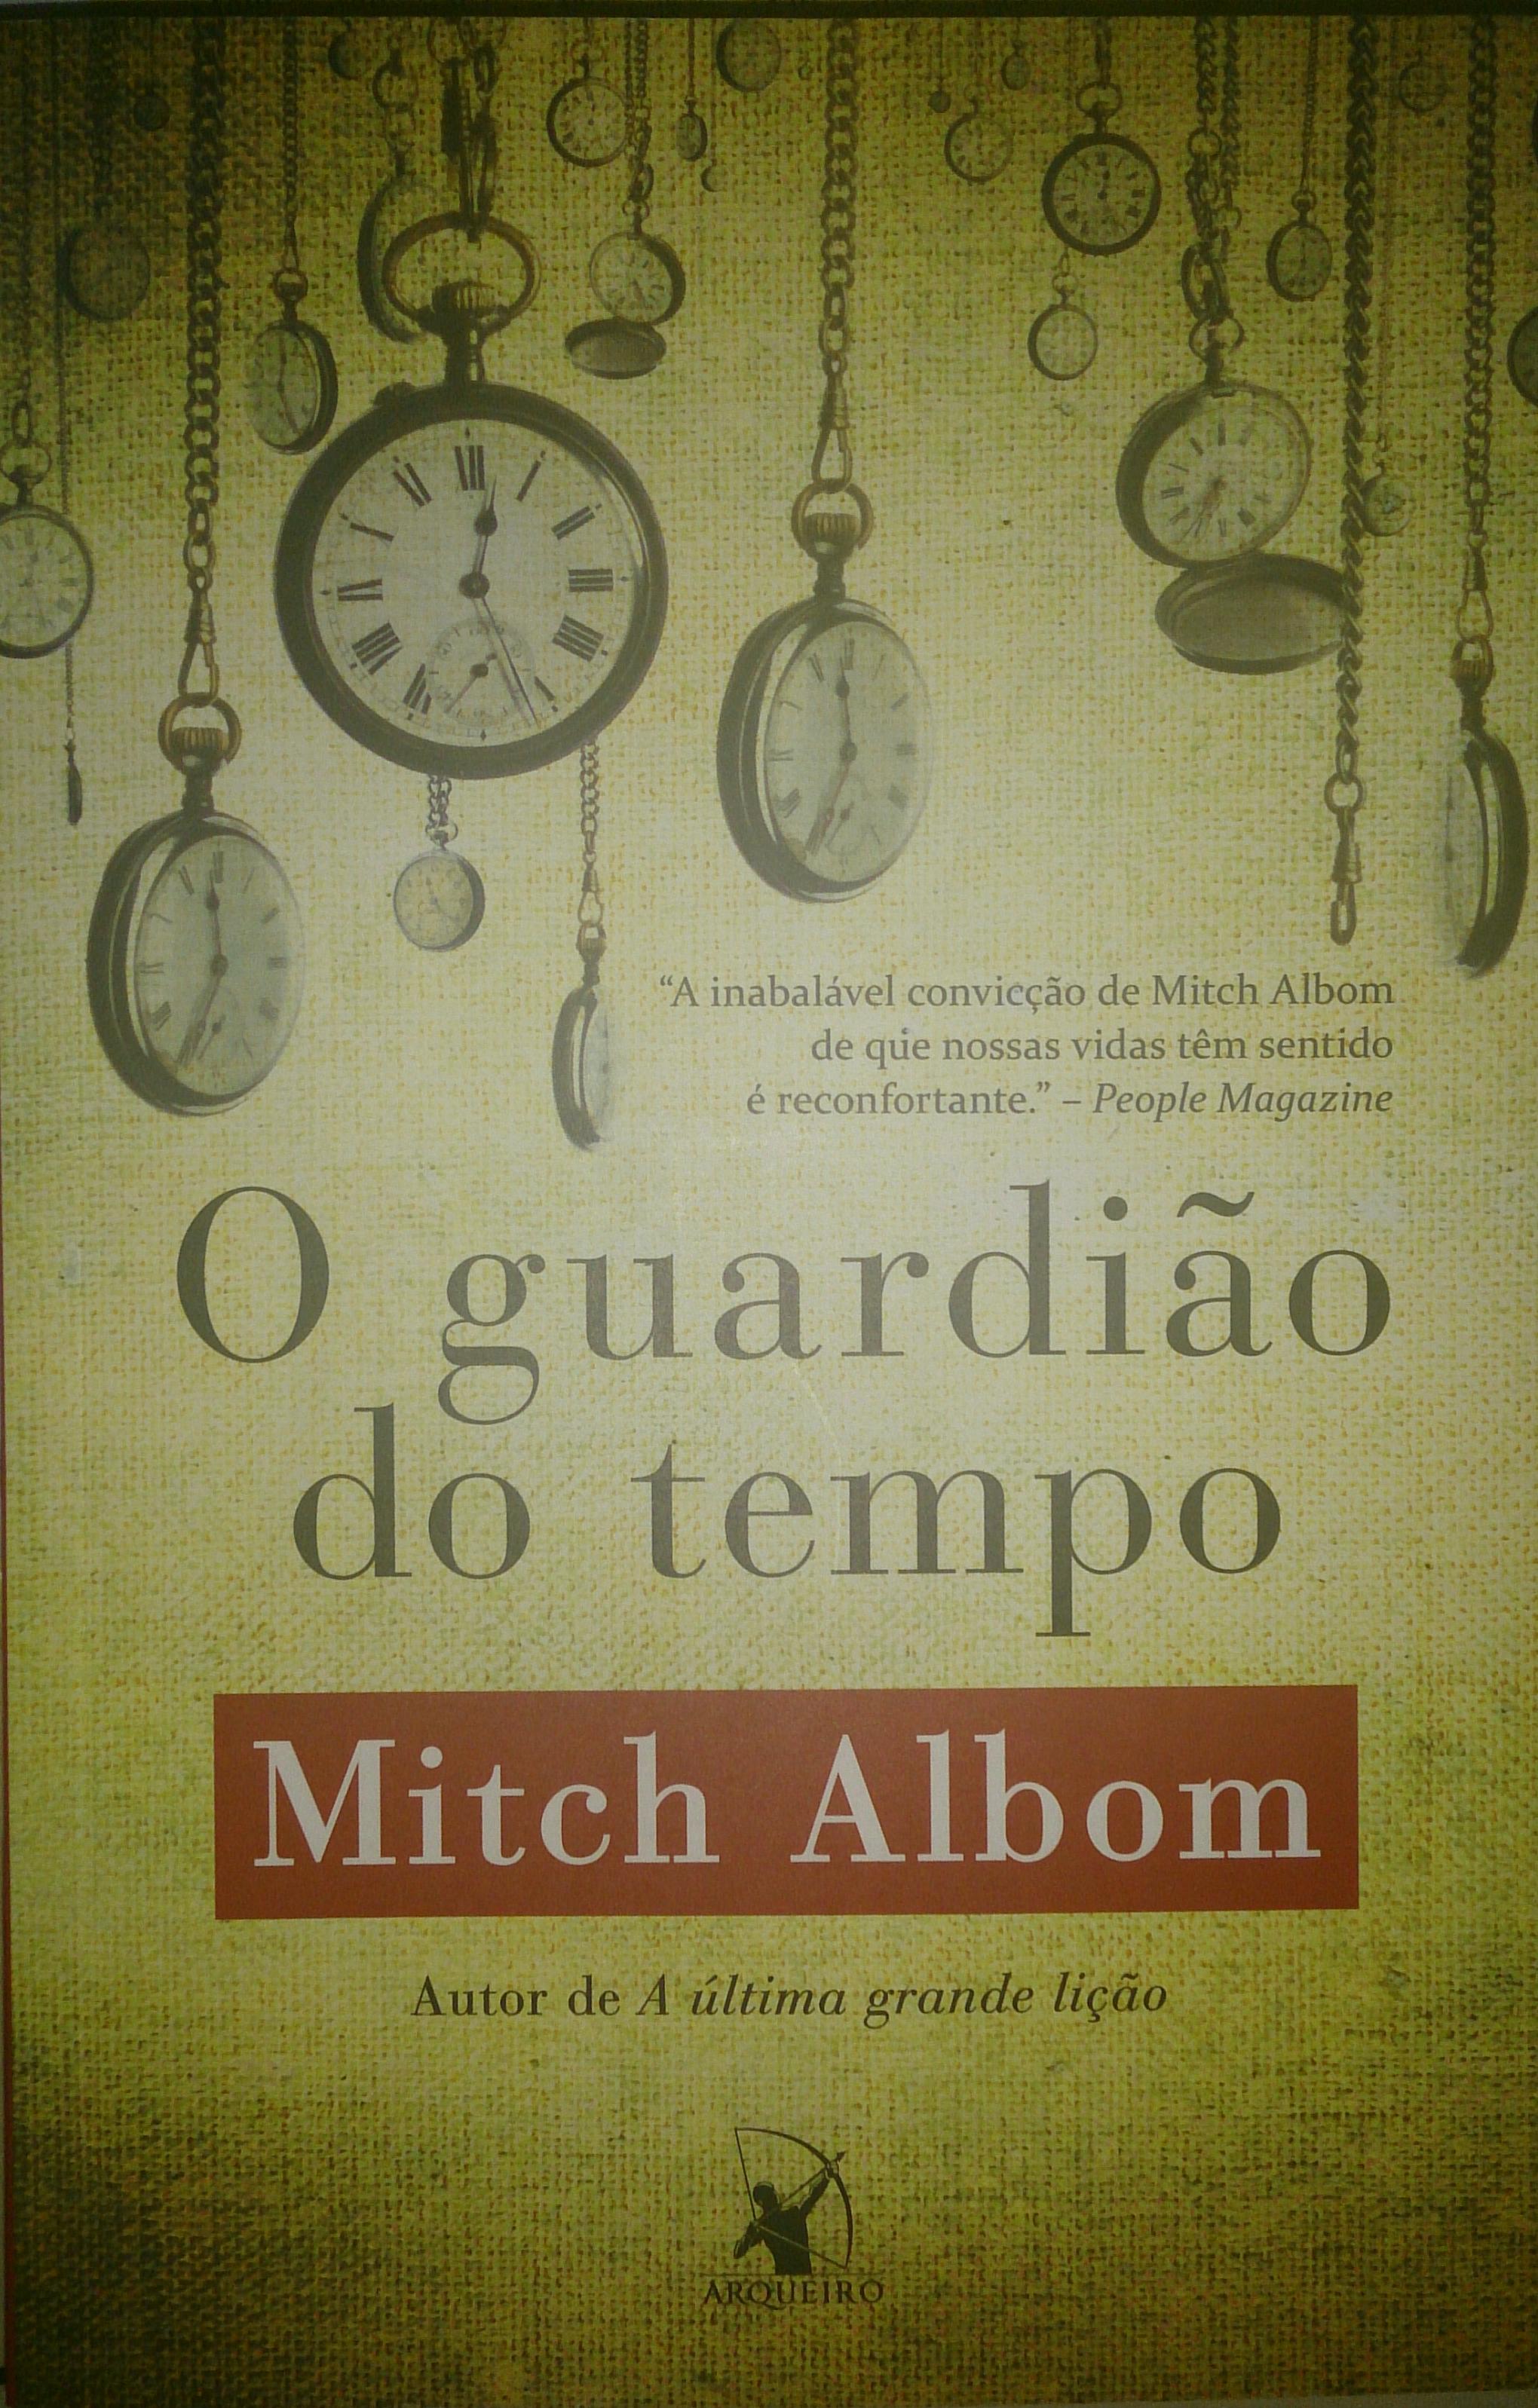 “A inabalável convicção de Mitch Albom
de que nossas vidas têm sentido
é reconfortante.” – People Magazine
O guardião
do tempo
Mitch Albom
Autor de A última grande lição
ARQUEIRO